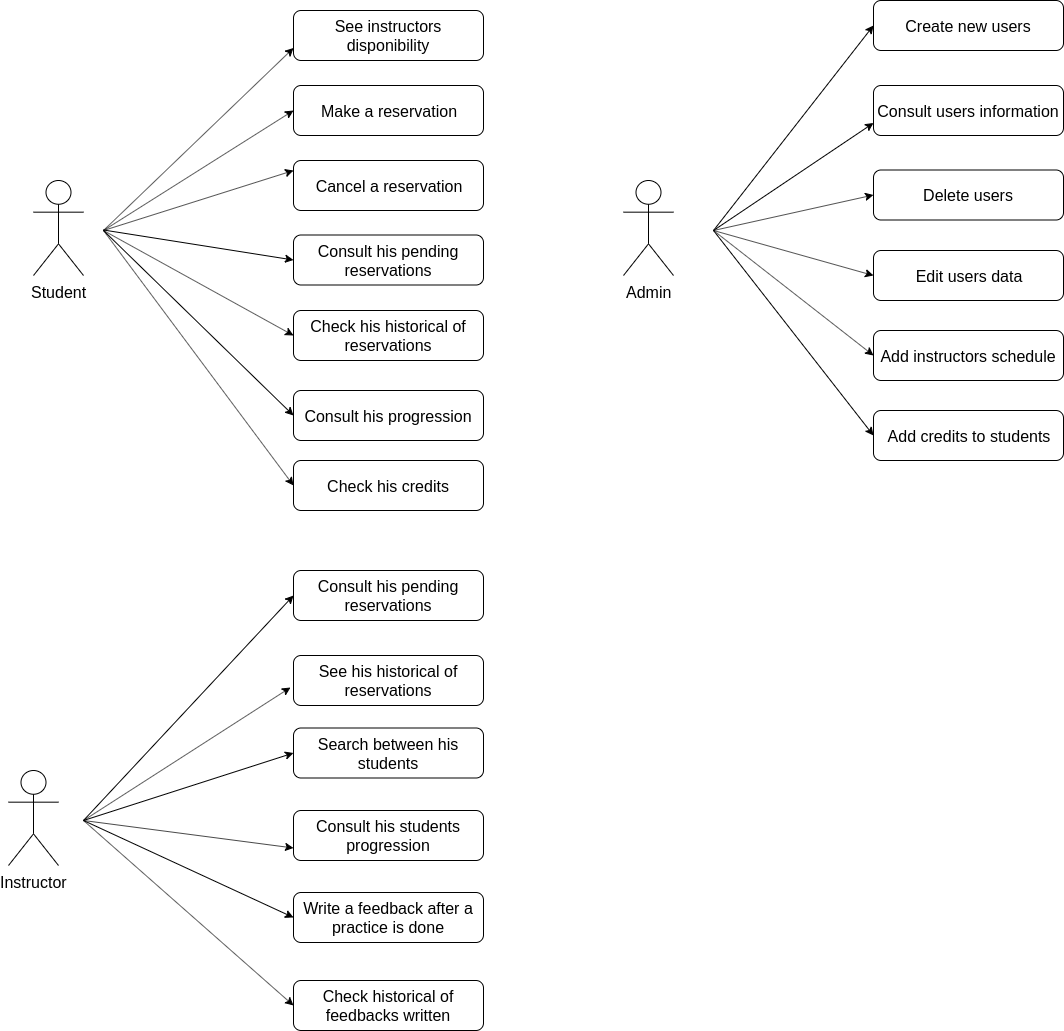 See instructors
disponibility
Make a reservation
Cancel a reservation
Consult his pending
reservations
Check his historical of
reservations
Consult his progression
Check his credits
Student
Create new users
Consult users information
Delete users
Edit users data
Add instructors schedule
Add credits to students
Admin
Consult his pending
reservations
See his historical of
reservations
Search between his
students
Consult his students
progression
Write a feedback after a
practice is done
Check historical of
feedbacks written
Instructor